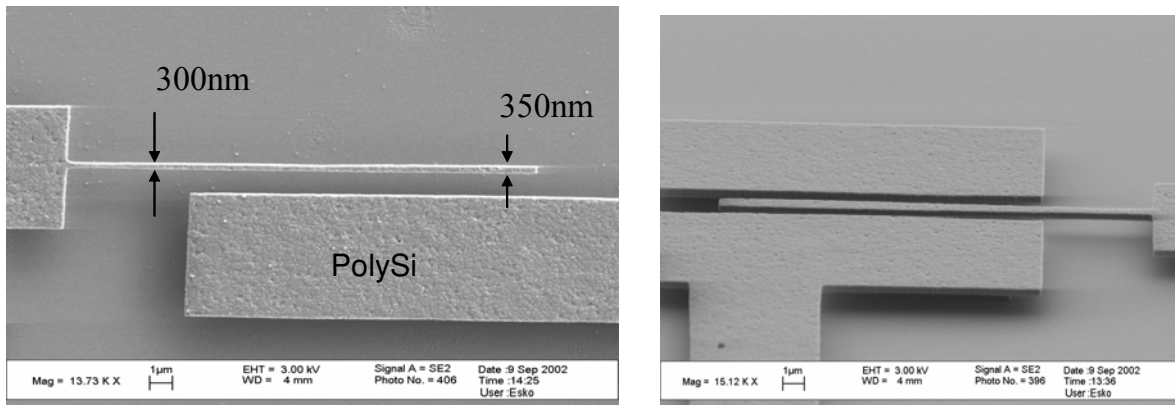 300nm
350nm
PolySi
Mag = 13.73 K X
1µm
EHT = 3.00 kV
WD = 4 mm
Signal A = SE2
Photo No. = 406
Date :9 Sep 2002
Time :14:25
User :Esko
Mag = 15.12 K X
1µm
EHT = 3.00 kV
WD = 4 mm
Signal A = SE2
Photo No. = 396
Date :9 Sep 2002
Time :13:36
User :Esko